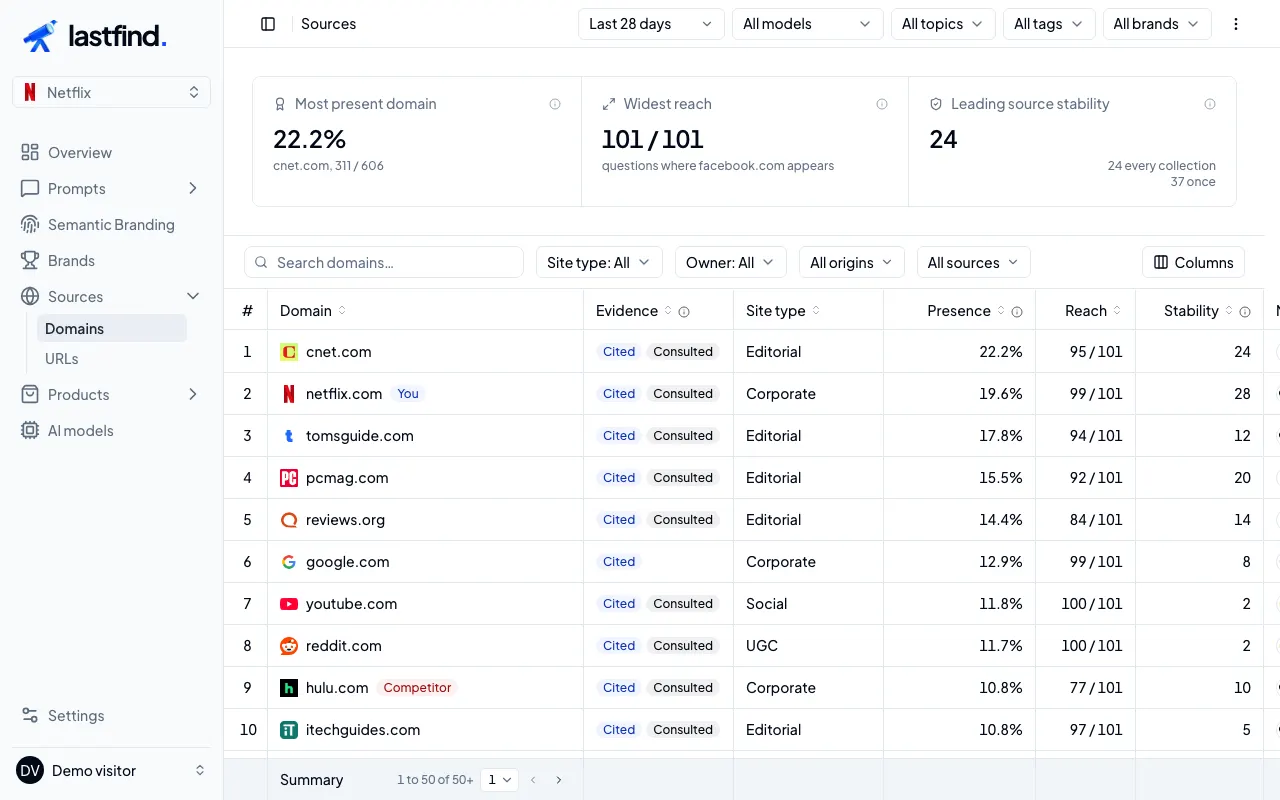 lastfind.
Netflix
Overview
Prompts
Semantic Branding
Brands
Sources
Domains
URLs
Products
AI models
Settings
DV Demo visitor
Sources
Last 28 days
All models
All topics
All tags
All brands
Most present domain
22.2%
cnet.com, 311 / 606
Widest reach
101 / 101
questions where facebook.com appears
Leading source stability
24
24 every collection
37 once
Search domains...
Site type: All
Owner: All
All origins
All sources
Columns
# Domain Evidence Site type Presence Reach Stability
1 cnet.com Cited Consulted Editorial 22.2% 95 / 101 24
2 netflix.com You Cited Consulted Corporate 19.6% 99 / 101 28
3 tomsguide.com Cited Consulted Editorial 17.8% 94 / 101 12
4 PC pcmag.com Cited Consulted Editorial 15.5% 92 / 101 20
5 reviews.org Cited Consulted Editorial 14.4% 84 / 101 14
6 google.com Cited Corporate 12.9% 99 / 101 8
7 youtube.com Cited Consulted Social 11.8% 100 / 101 2
8 reddit.com Cited Consulted UGC 11.7% 100 / 101 2
9 h hulu.com Competitor Cited Consulted Corporate 10.8% 77 / 101 10
10 iT itechguides.com Cited Consulted Editorial 10.8% 97 / 101 5
Summary 1 to 50 of 50+ 1